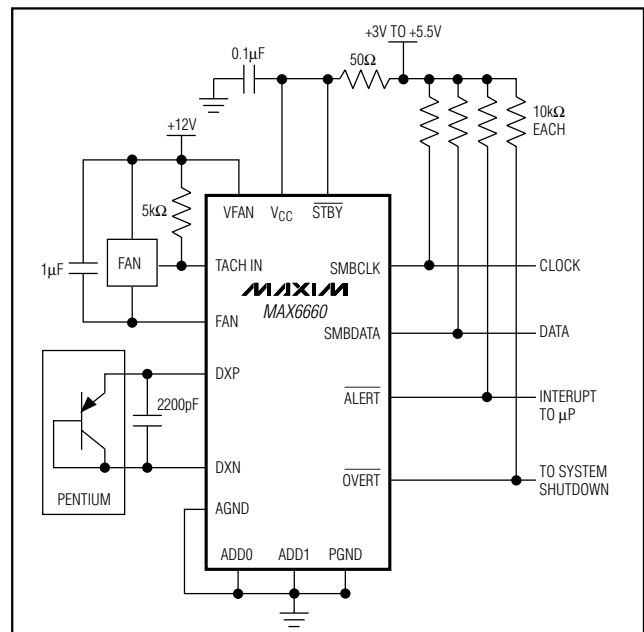 +3V TO +5.5V
0.1µF
50Ω
+12V
10kΩ
EACH
5kΩ
VFAN
VCC
STBY
1µF
FAN
TACH IN
SMBCLK
CLOCK
MAXIM
MAX6660
FAN
SMBDATA
DATA
DXP
2200pF
ALERT
INTERUPT
TO µP
DXN
OVERT
TO SYSTEM
SHUTDOWN
PENTIUM
AGND
ADD0
ADD1
PGND